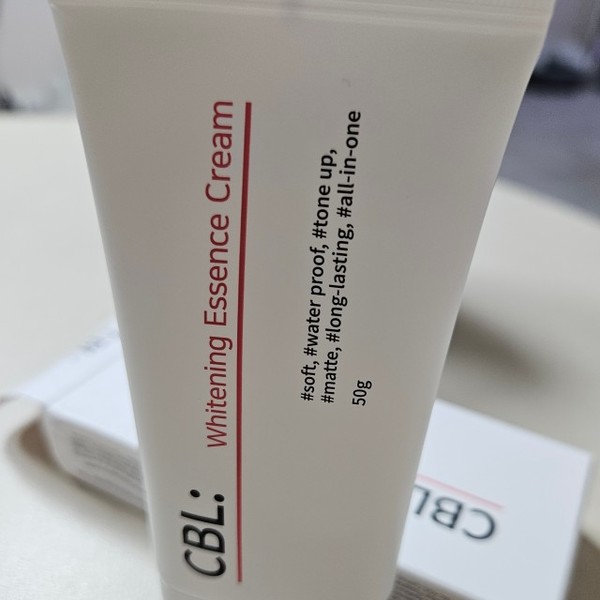 CBL: Whitening Essence Cream
#soft, #water proof, #tone up,
#matte, #long-lasting, #all-in-one
50g
CBL